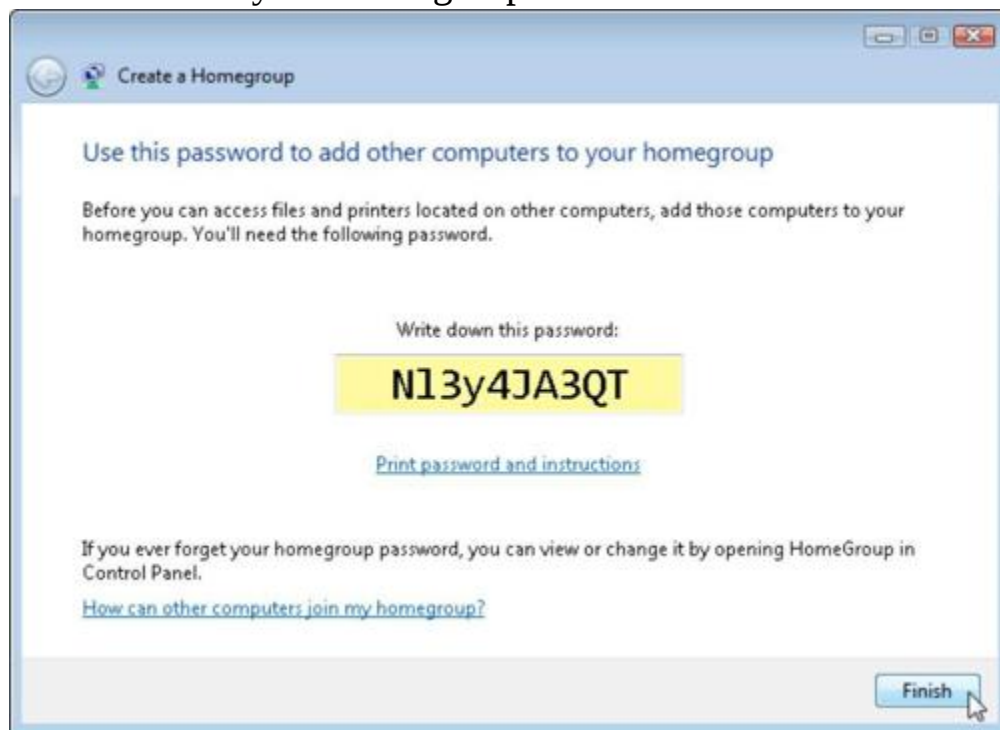 Create a Homegroup
Use this password to add other computers to your homegroup
Before you can access files and printers located on other computers, add those computers to your
homegroup. You'll need the following password.
Write down this password:
Nl3y4JA3QT
Print password and instructions
If you ever forget your homegroup password, you can view or change it by opening HomeGroup in
Control Panel.
How can other computers join my homegroup?
Finish